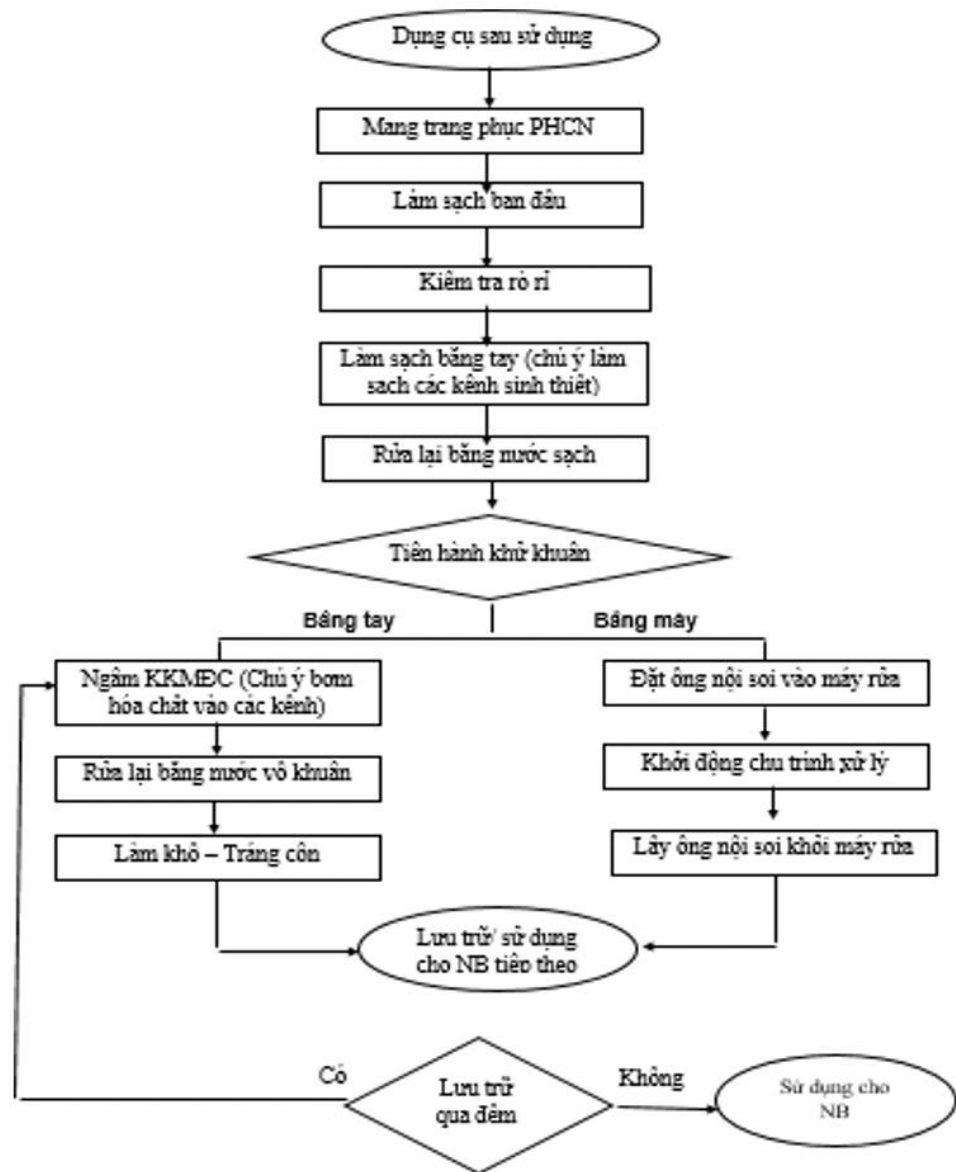 Dụng cụ sau sử dụng
Mang trang phục PHCN
Làm sạch ban đầu
Kiểm tra rò rỉ
Làm sạch bằng tay (chú ý làm
sạch các kênh sinh thiết)
Rửa lại bằng nước sạch
Tiến hành khử khuẩn
Bằng tay
Bằng máy
Ngâm KKMĐC (Chú ý bơm
hóa chất vào các kênh)
Rửa lại bằng nước vô khuẩn
Làm khô – Tráng cồn
Đặt ống nội soi vào máy rửa
Khởi động chu trình xử lý
Lấy ống nội soi khỏi máy rửa
Lưu trữ/ sử dụng
cho NB tiếp theo
Có
Lưu trữ
qua đêm
Không
Sử dụng cho
NB